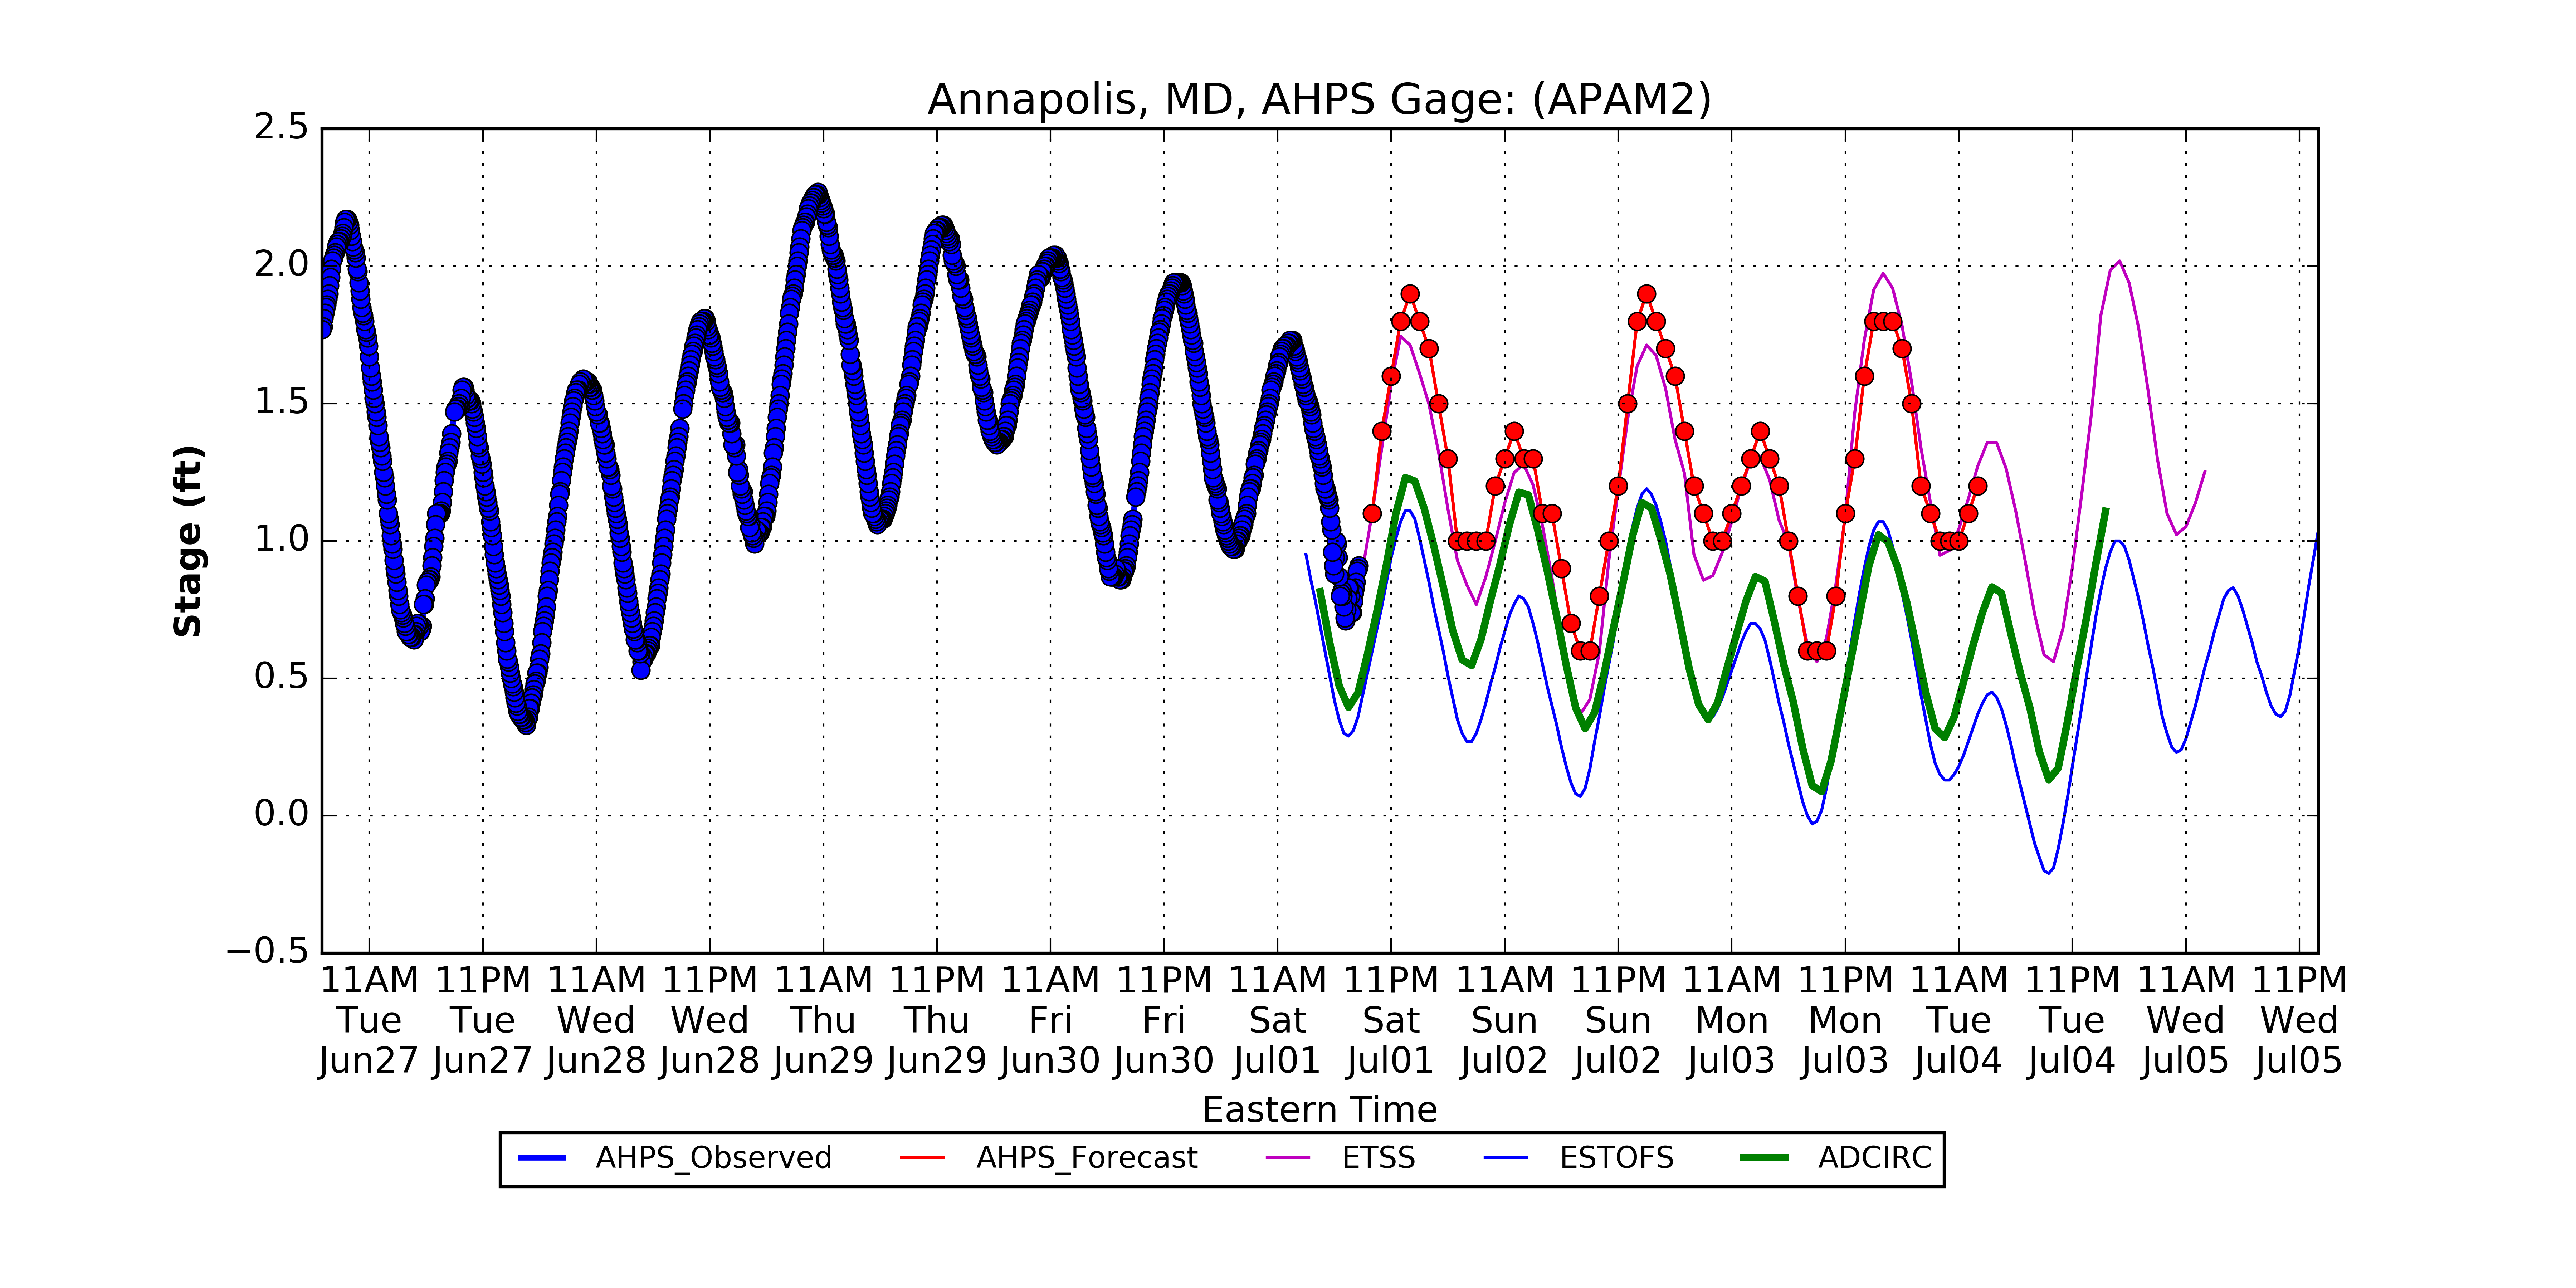 Annapolis, MD, AHPS Gage: (APAM2)
2.5
2.0
1.5
1.0
0.5
0.0
−0.5
Stage (ft)
11AM 11PM 11AM 11PM 11AM 11PM 11AM 11PM 11AM 11PM 11AM 11PM 11AM 11PM 11AM 11PM 11AM 11PM
Tue Tue Wed Wed Thu Thu Fri Fri Sat Sat Sun Sun Mon Mon Tue Tue Wed Wed
Jun27 Jun27 Jun28 Jun28 Jun29 Jun29 Jun30 Jun30 Jul01 Jul01 Jul02 Jul02 Jul03 Jul03 Jul04 Jul04 Jul05 Jul05
Eastern Time
AHPS_Observed AHPS_Forecast ETSS ESTOFS ADCIRC